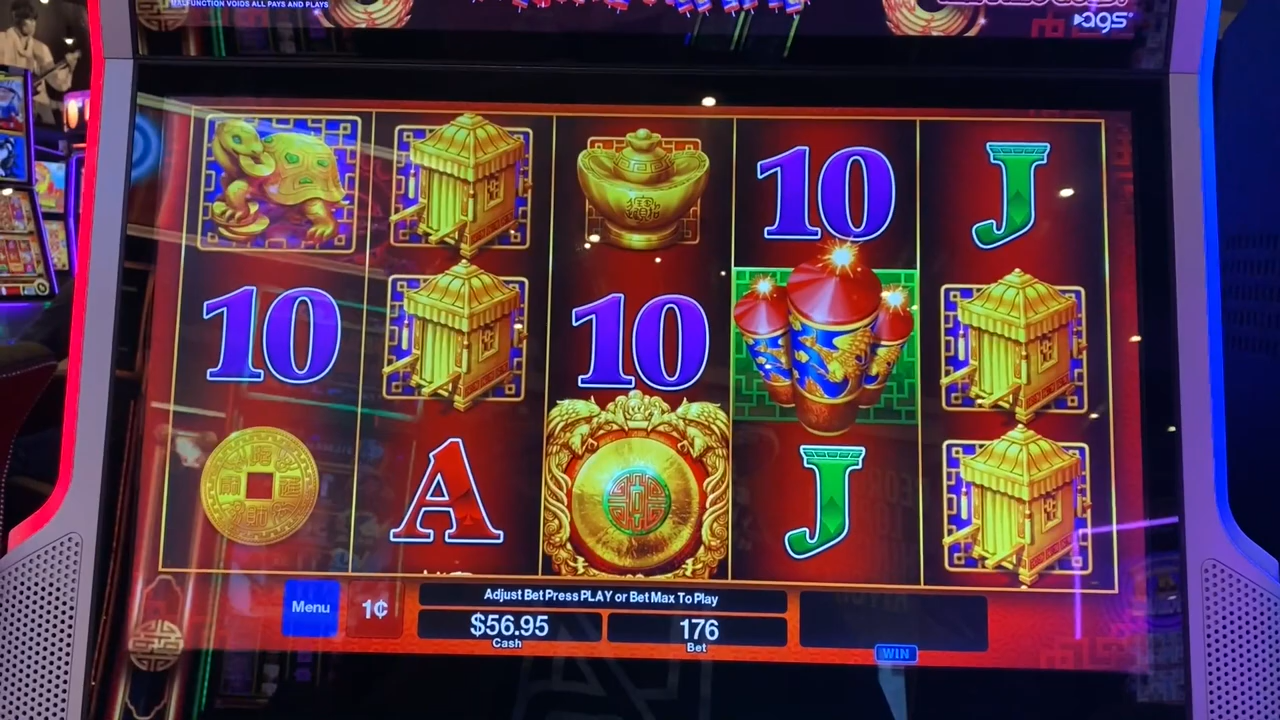 MALFUNCTION VOIDS ALL PAYS AND PLAYS
ags
10
J
10
10
A
J
Menu
1¢
Adjust Bet Press PLAY or Bet Max To Play
$56.95
Cash
176
Bet
WIN